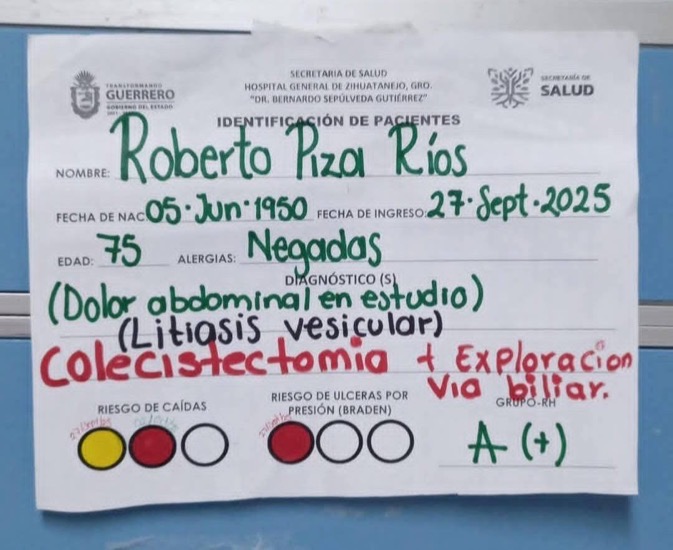 TRANSFORMANDO
GUERRERO
GOBIERNO DEL ESTADO
SECRETARIA DE SALUD
HOSPITAL GENERAL DE ZIHUATANEJO, GRO.
"DR. BERNARDO SEPÚLVEDA GUTIÉRREZ"
SECRETARÍA DE
SALUD
IDENTIFICACIÓN DE PACIENTES
NOMBRE: Roberto Piza Ríos
FECHA DE NAC 05·Jun·1950 FECHA DE INGRESO: 27·Sept·2025
EDAD: 75 ALERGIAS: Negadas
DIAGNÓSTICO (S)
(Dolor abdominal en estudio)
(Litiasis vesicular)
Colecistectomia + Exploración
Via biliar.
RIESGO DE CAÍDAS
RIESGO DE ULCERAS POR
PRESIÓN (BRADEN)
GRUPO-RH
A (+)